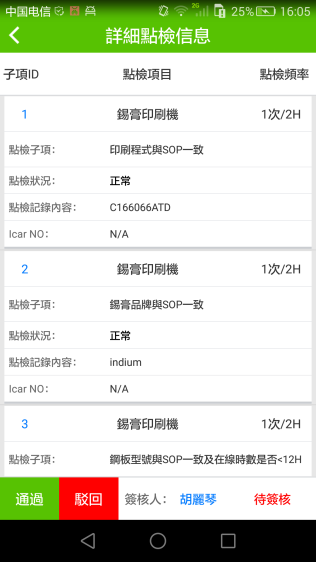 中国电信 2G 25% 16:05
詳細點檢信息
子項ID 點檢項目 點檢頻率
1 錫膏印刷機 1次/2H
點檢子項： 印刷程式與SOP一致
點檢狀況： 正常
點檢記錄內容： C166066ATD
Icar NO： N/A
2 錫膏印刷機 1次/2H
點檢子項： 錫膏品牌與SOP一致
點檢狀況： 正常
點檢記錄內容： indium
Icar NO： N/A
3 錫膏印刷機 1次/2H
點檢子項： 鋼板型號與SOP一致及在線時數是否<12H
通過 駁回 簽核人： 胡麗琴 待簽核